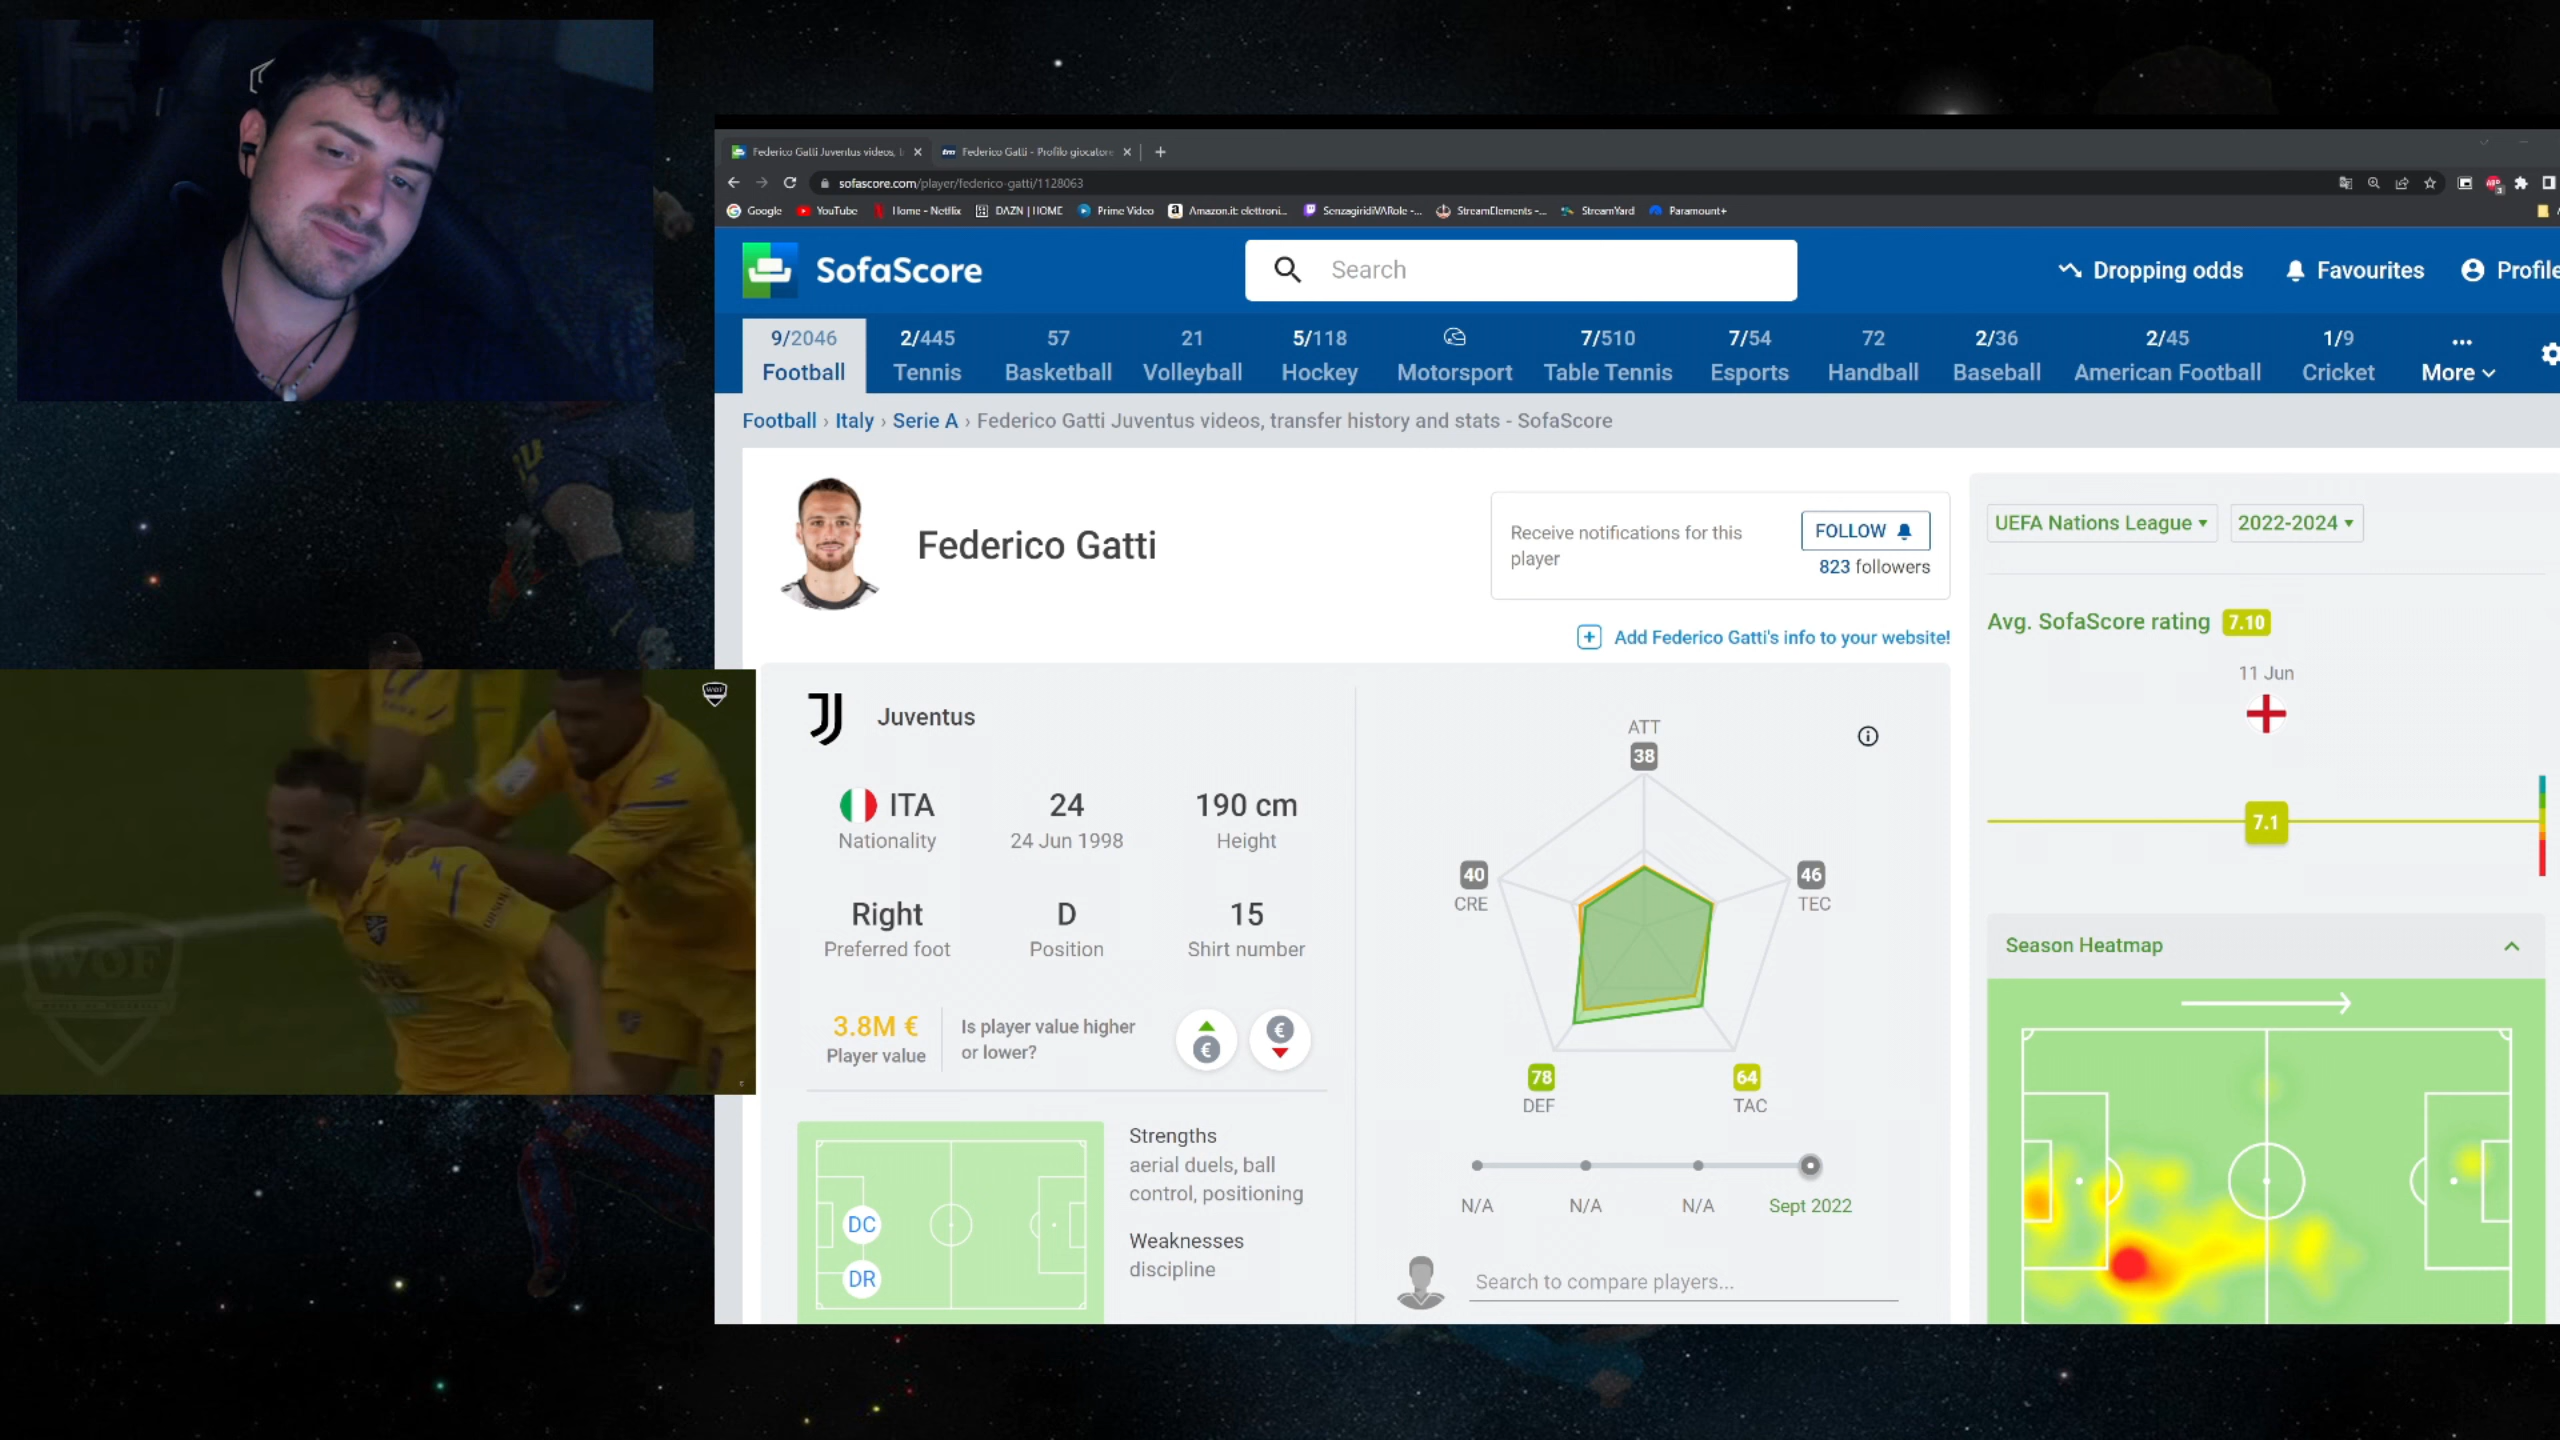 Federico Gatti Juventus videos, t
Federico Gatti - Profilo giocatore
sofascore.com/player/federico-gatti/1128063
Google
YouTube
Home - Netflix
DAZN | HOME
Prime Video
Amazon.it: elettroni...
SenzagiridiVARole -...
StreamElements -...
StreamYard
Paramount+
SofaScore
Search
Dropping odds
Favourites
Profile
9/2046
2/445
57
21
5/118
7/510
7/54
72
2/36
2/45
1/9
Football
Tennis
Basketball
Volleyball
Hockey
Motorsport
Table Tennis
Esports
Handball
Baseball
American Football
Cricket
More
Football › Italy › Serie A › Federico Gatti Juventus videos, transfer history and stats - SofaScore
Federico Gatti
Receive notifications for this
player
FOLLOW
823 followers
Add Federico Gatti's info to your website!
UEFA Nations League
2022-2024
Avg. SofaScore rating 7.10
11 Jun
7.1
Season Heatmap
WOF
WOF
27
Juventus
ITA
Nationality
24
24 Jun 1998
190 cm
Height
Right
Preferred foot
D
Position
15
Shirt number
3.8M €
Player value
Is player value higher
or lower?
€
€
ATT
38
40
CRE
46
TEC
78
DEF
64
TAC
N/A
N/A
N/A
Sept 2022
Search to compare players...
DC
DR
Strengths
aerial duels, ball
control, positioning
Weaknesses
discipline